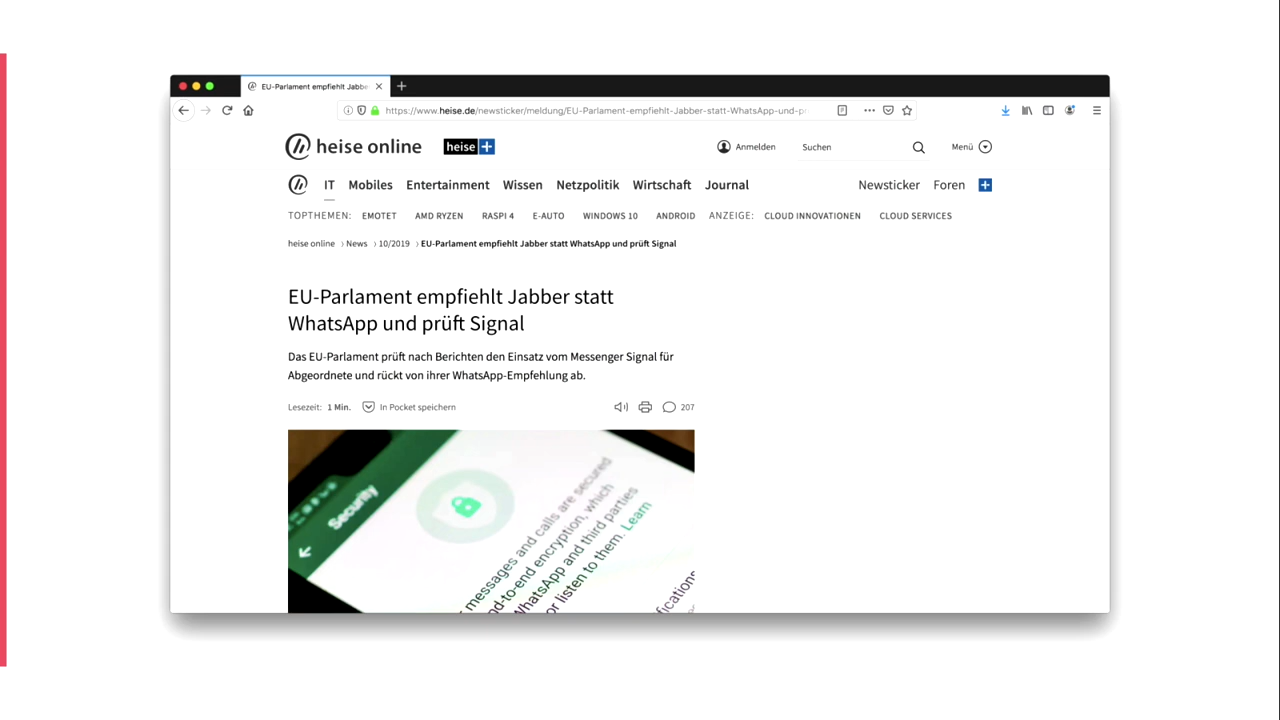 EU-Parlament empfiehlt Jabbe
https://www.heise.de/newsticker/meldung/EU-Parlament-empfiehlt-Jabber-statt-WhatsApp-und-pr
heise online heise+
Anmelden Suchen Menü
IT Mobiles Entertainment Wissen Netzpolitik Wirtschaft Journal Newsticker Foren
TOPTHEMEN: EMOTET AMD RYZEN RASPI 4 E-AUTO WINDOWS 10 ANDROID ANZEIGE: CLOUD INNOVATIONEN CLOUD SERVICES
heise online › News › 10/2019 › EU-Parlament empfiehlt Jabber statt WhatsApp und prüft Signal
EU-Parlament empfiehlt Jabber statt
WhatsApp und prüft Signal
Das EU-Parlament prüft nach Berichten den Einsatz vom Messenger Signal für
Abgeordnete und rückt von ihrer WhatsApp-Empfehlung ab.
Lesezeit: 1 Min. In Pocket speichern 207
Security
messages and calls are secured
nd-to-end encryption, which
WhatsApp and third parties
or listen to them. Learn
fications